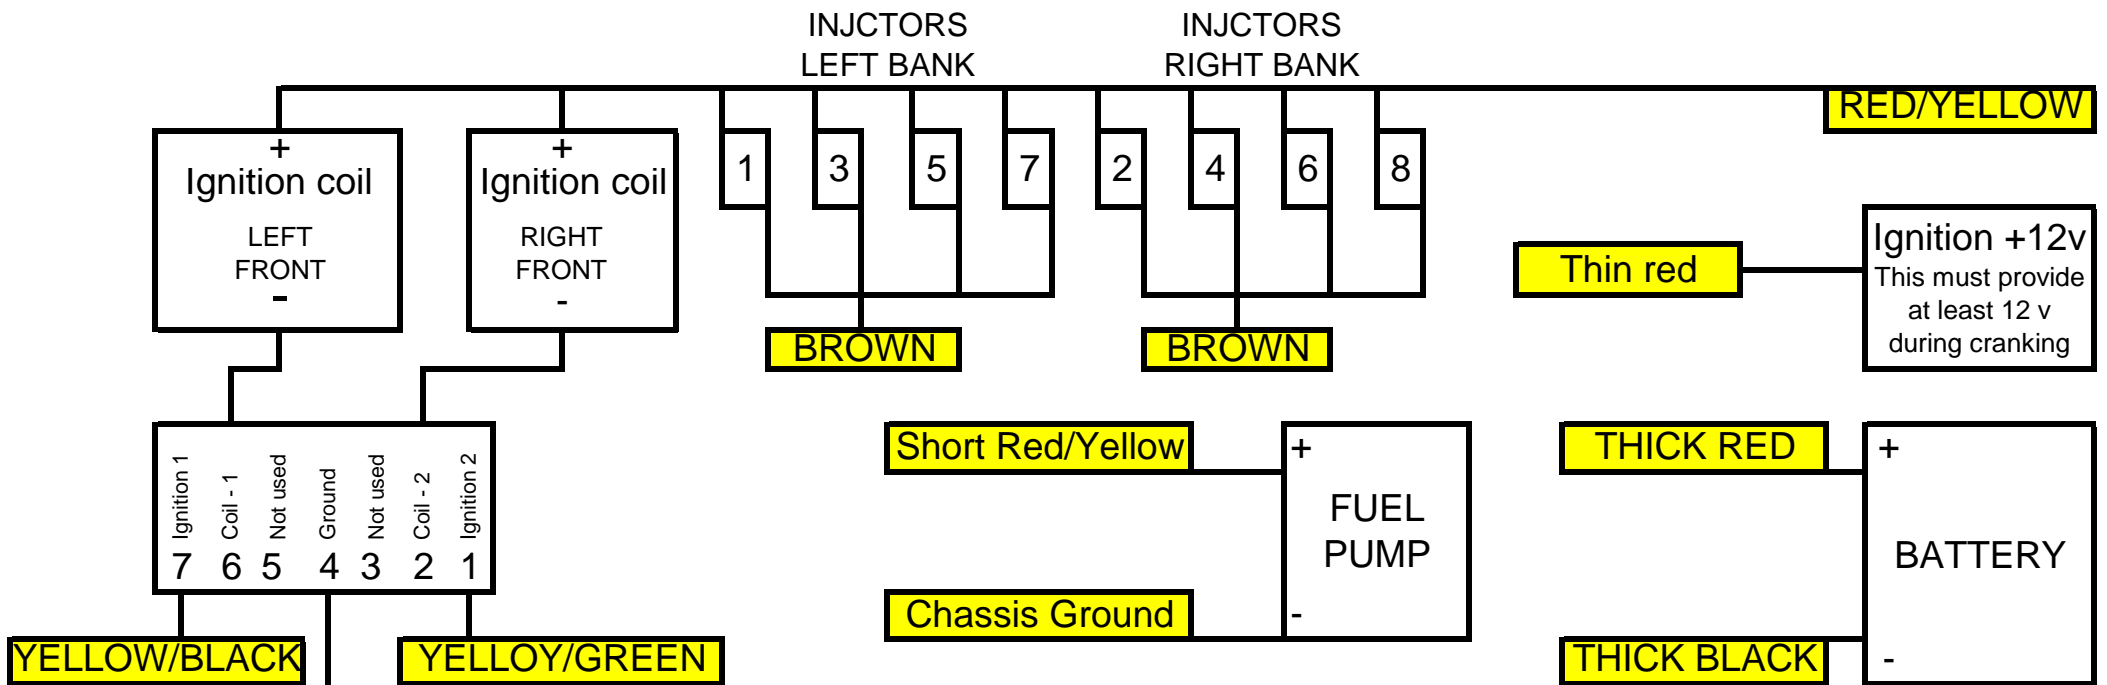 INJCTORS
LEFT BANK
INJCTORS
RIGHT BANK
RED/YELLOW
+
Ignition coil
LEFT
FRONT
-
+
Ignition coil
RIGHT
FRONT
-
1
3
5
7
2
4
6
8
BROWN
BROWN
Thin red
Ignition +12v
This must provide
at least 12 v
during cranking
Ignition 1
Coil - 1
Not used
Ground
Not used
Coil - 2
Ignition 2
7 6 5 4 3 2 1
YELLOW/BLACK
YELLOY/GREEN
Short Red/Yellow
+
FUEL
PUMP
Chassis Ground
-
THICK RED
+
BATTERY
THICK BLACK
-